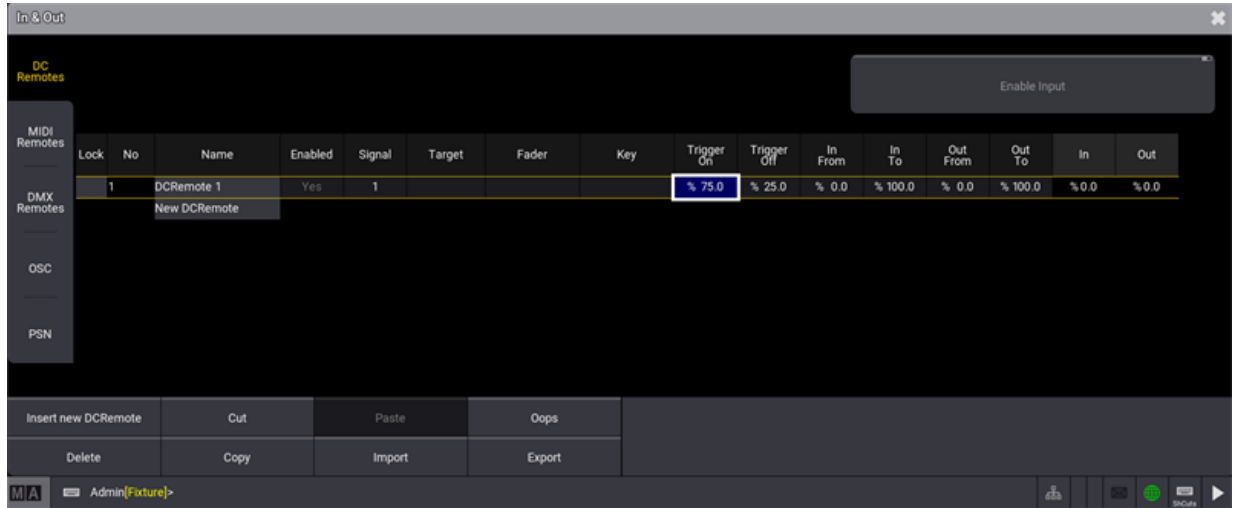 In & Out
DC
Remotes
Enable Input
MIDI
Remotes
Lock No Name Enabled Signal Target Fader Key Trigger On Trigger Off In From In To Out From Out To In Out
1 DCRemote 1 Yes 1 % 75.0 % 25.0 % 0.0 % 100.0 % 0.0 % 100.0 % 0.0 % 0.0
New DCRemote
DMX
Remotes
OSC
PSN
Insert new DCRemote Cut Paste Oops
Delete Copy Import Export
MA Admin[Fixture]>
ShCuts